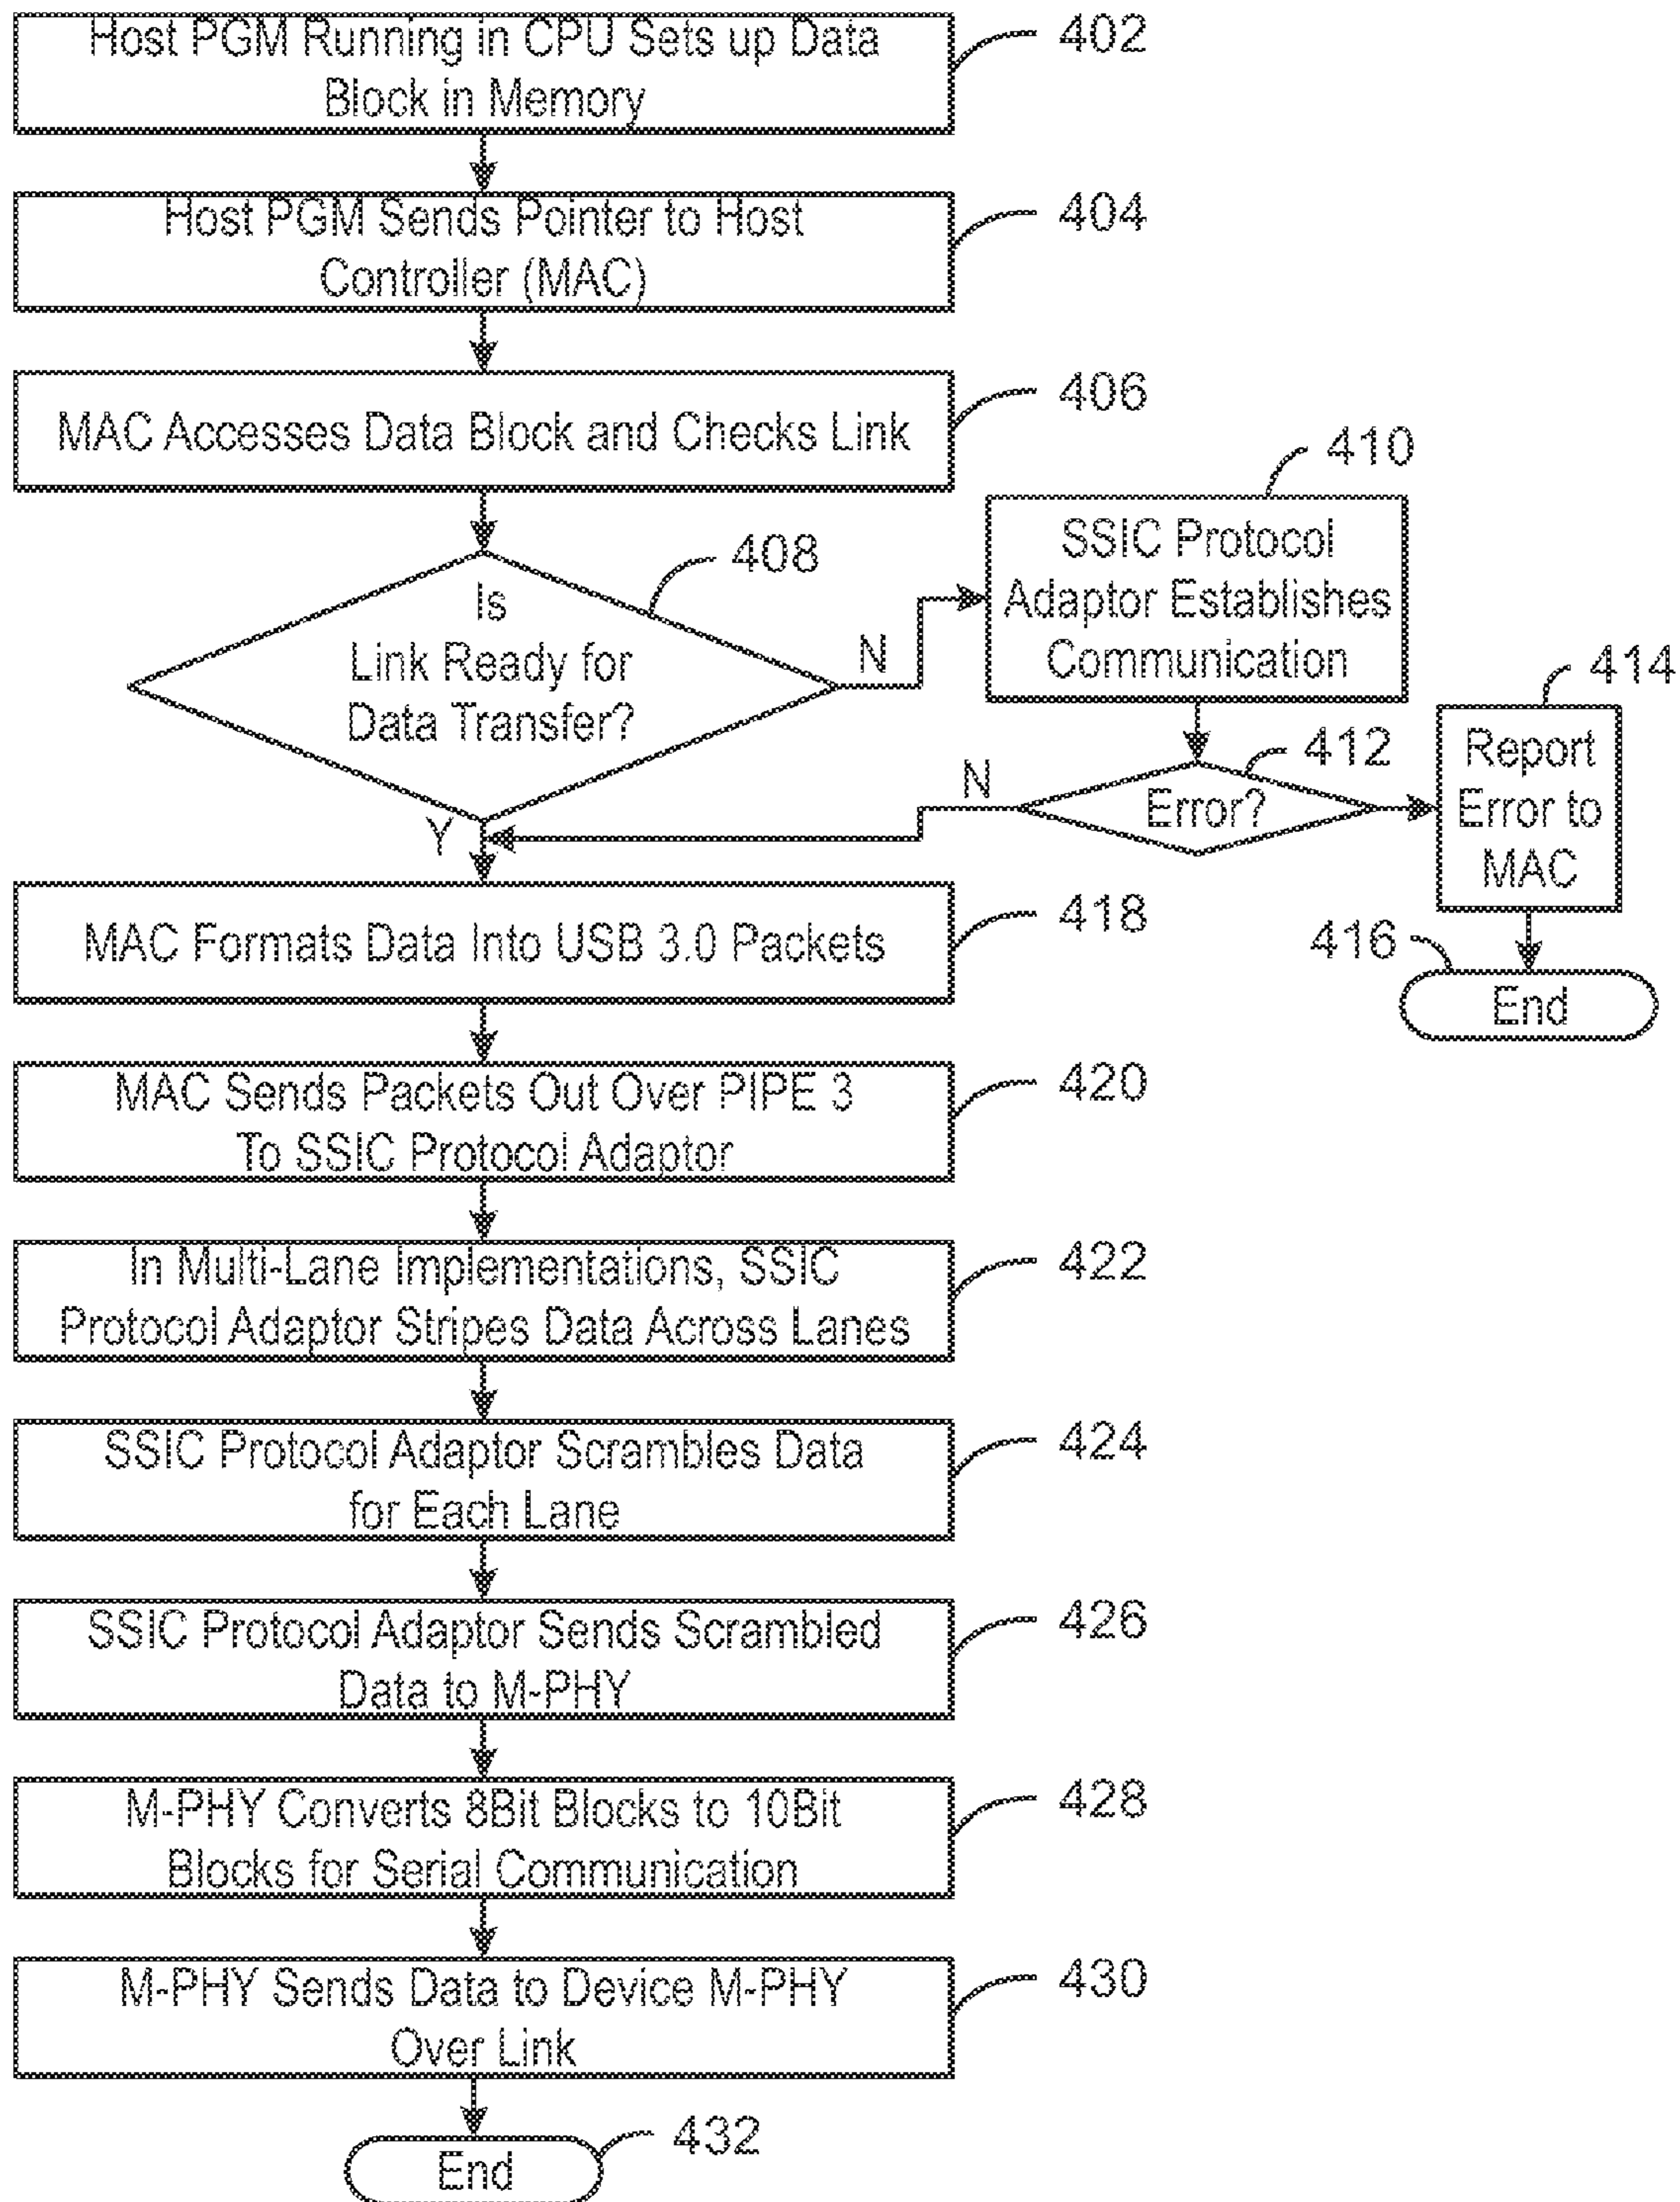 Host PGM Running in CPU Sets up Data
Block in Memory
402
Host PGM Sends Pointer to Host
Controller (MAC)
404
MAC Accesses Data Block and Checks Link
406
Is
Link Ready for
Data Transfer?
408
N
Y
SSIC Protocol
Adaptor Establishes
Communication
410
Error?
412
N
Report
Error to
MAC
414
End
416
MAC Formats Data Into USB 3.0 Packets
418
MAC Sends Packets Out Over PIPE 3
To SSIC Protocol Adaptor
420
In Multi-Lane Implementations, SSIC
Protocol Adaptor Stripes Data Across Lanes
422
SSIC Protocol Adaptor Scrambles Data
for Each Lane
424
SSIC Protocol Adaptor Sends Scrambled
Data to M-PHY
426
M-PHY Converts 8Bit Blocks to 10Bit
Blocks for Serial Communication
428
M-PHY Sends Data to Device M-PHY
Over Link
430
End
432